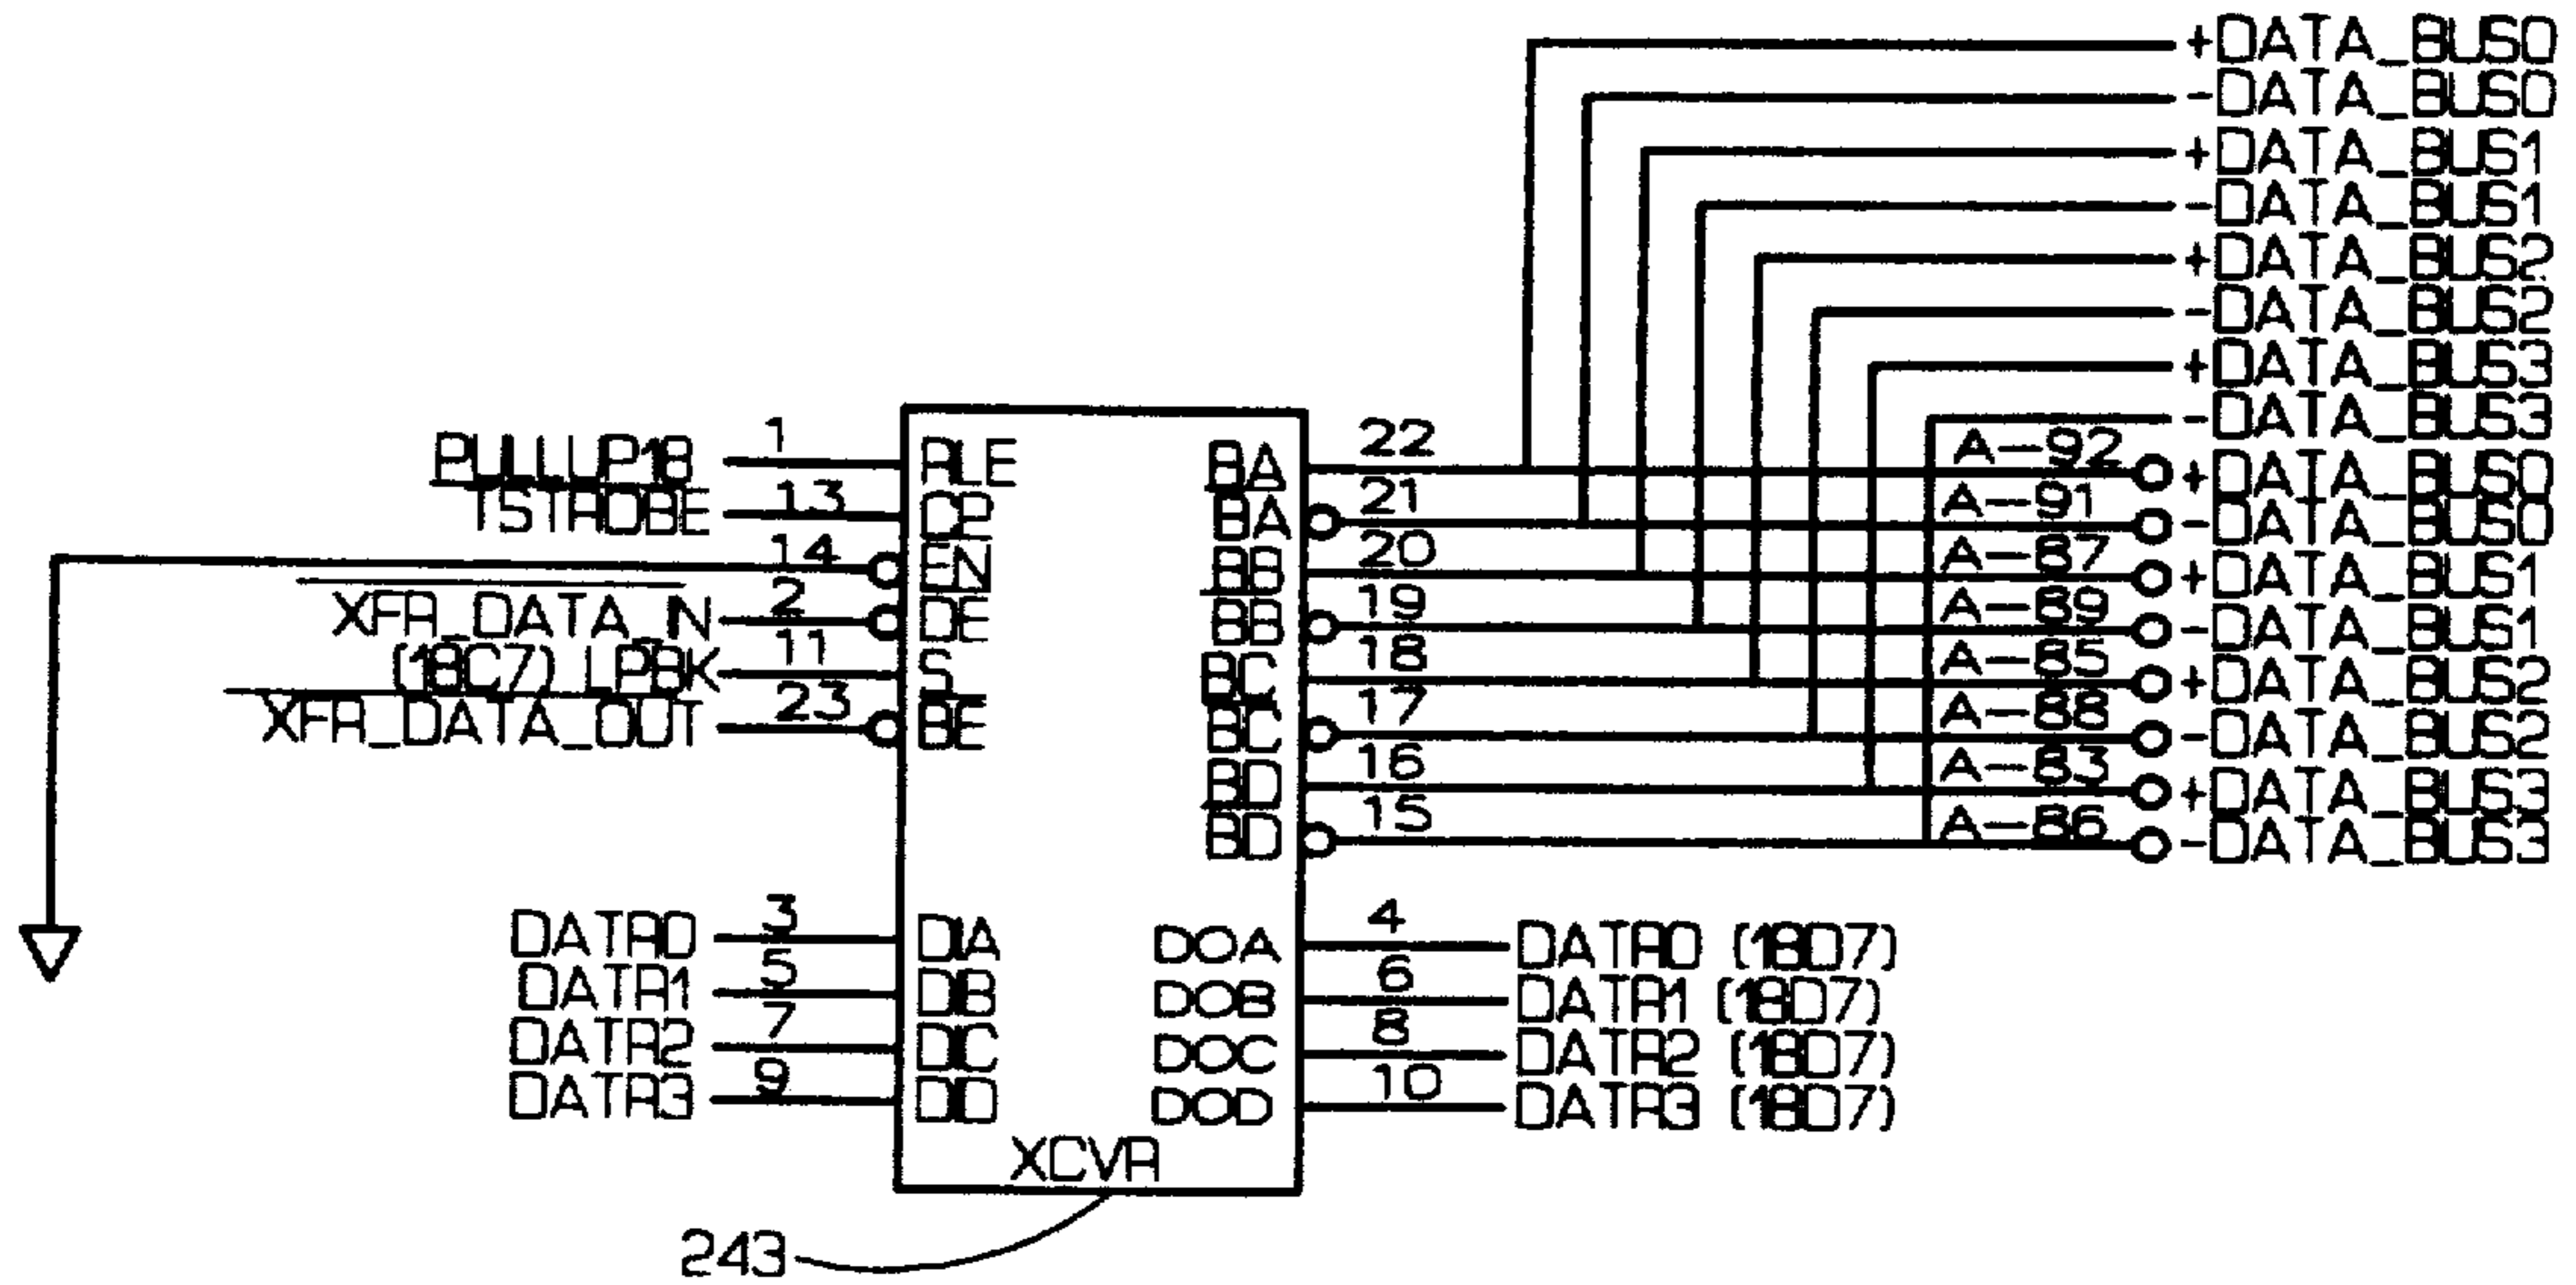 +DATA_BUS0
-DATA_BUS0
+DATA_BUS1
-DATA_BUS1
+DATA_BUS2
-DATA_BUS2
+DATA_BUS3
-DATA_BUS3
PULLUP18 1 RLE BA 22 A-92 +DATA_BUS0
TSTROBE 13 CP BA 21 A-91 -DATA_BUS0
14 EN BB 20 A-87 +DATA_BUS1
XFR_DATA_IN 2 DE BB 19 A-89 -DATA_BUS1
(18C7) LPBK 11 S BC 18 A-85 +DATA_BUS2
XFR_DATA_OUT 23 BE BC 17 A-88 -DATA_BUS2
BD 16 A-83 +DATA_BUS3
BD 15 A-86 -DATA_BUS3
DATR0 3 DIA DOA 4 DATR0 (18D7)
DATR1 5 DIB DOB 6 DATR1 (18D7)
DATR2 7 DIC DOC 8 DATR2 (18D7)
DATR3 9 DID DOD 10 DATR3 (18D7)
XCVR
243